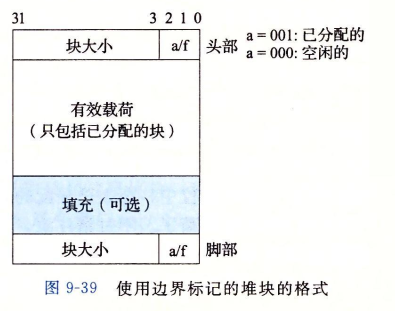 31 3 2 1 0
块大小 a/f 头部 a = 001: 已分配的
a = 000: 空闲的
有效载荷
(只包括已分配的块)
填充(可选)
块大小 a/f 脚部
图 9-39 使用边界标记的堆块的格式